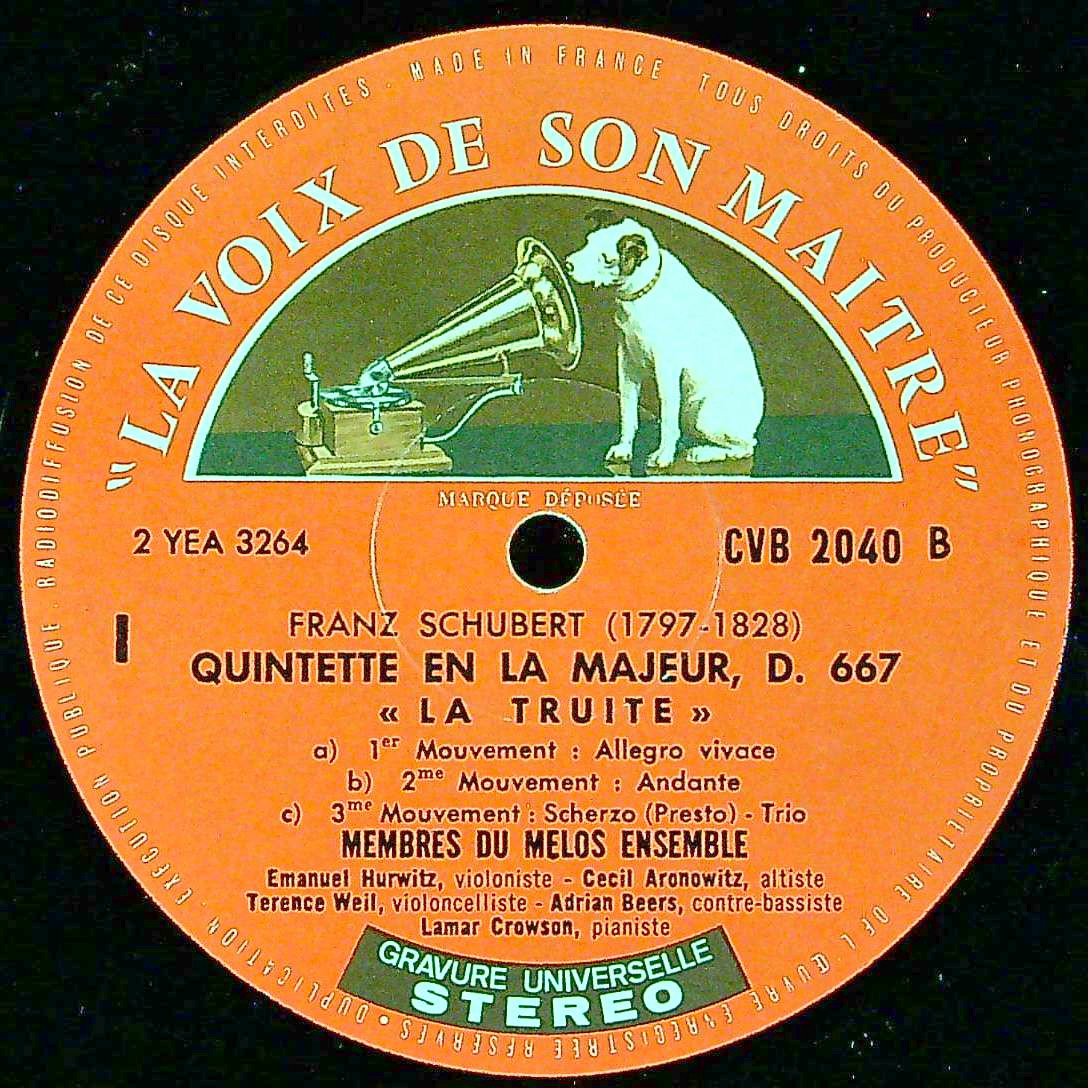 MADE IN FRANCE TOUS DROITS DU PRODUCTEUR PHONOGRAPHIQUE ET DU PROPRIETAIRE DE L'ŒUVRE ENREGISTREE RESERVES • DUPLICATION . EXECUTION PUBLIQUE . RADIODIFFUSION DE CE DISQUE INTERDITES .
"LA VOIX DE SON MAITRE"
MARQUE DÉPOSÉE
2 YEA 3264
CVB 2040 B
I
FRANZ SCHUBERT (1797-1828)
QUINTETTE EN LA MAJEUR, D. 667
« LA TRUITE »
a) 1er Mouvement : Allegro vivace
b) 2me Mouvement : Andante
c) 3me Mouvement : Scherzo (Presto) - Trio
MEMBRES DU MELOS ENSEMBLE
Emanuel Hurwitz, violoniste - Cecil Aronowitz, altiste
Terence Weil, violoncelliste - Adrian Beers, contre-bassiste
Lamar Crowson, pianiste
GRAVURE UNIVERSELLE
STEREO